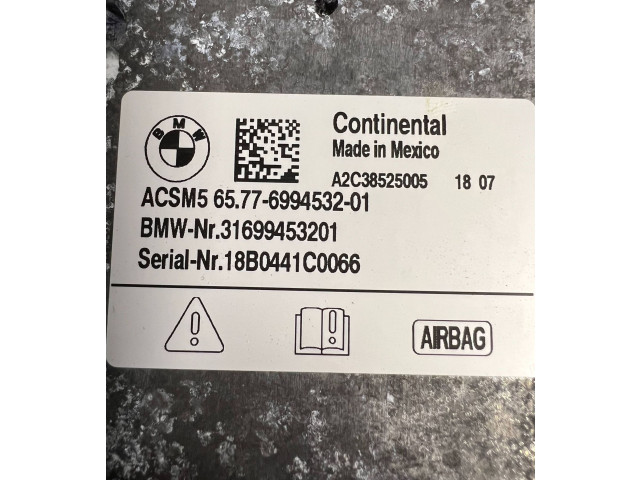 BMW
Continental
Made in Mexico
A2C38525005 18 07
ACSM5 65.77-6994532-01
BMW-Nr.31699453201
Serial-Nr.18B0441C0066
AIRBAG